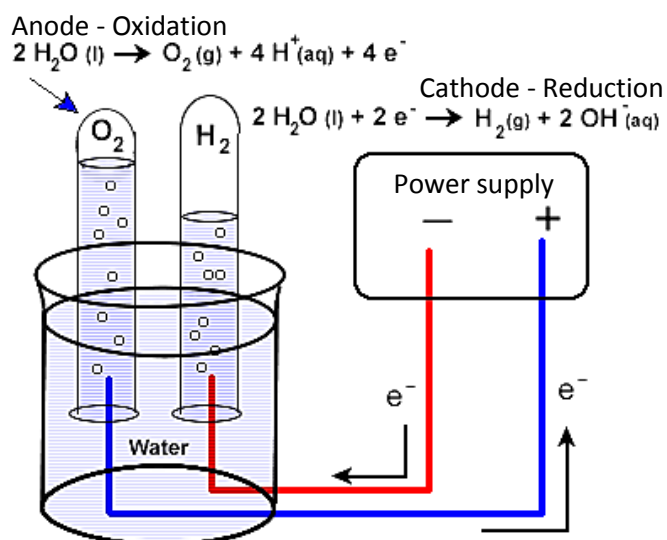 Anode - Oxidation
2 H₂O (l) → O₂ (g) + 4 H⁺(aq) + 4 e⁻
Cathode - Reduction
2 H₂O (l) + 2 e⁻ → H₂(g) + 2 OH⁻(aq)
O₂
H₂
Power supply
− +
e⁻
e⁻
Water